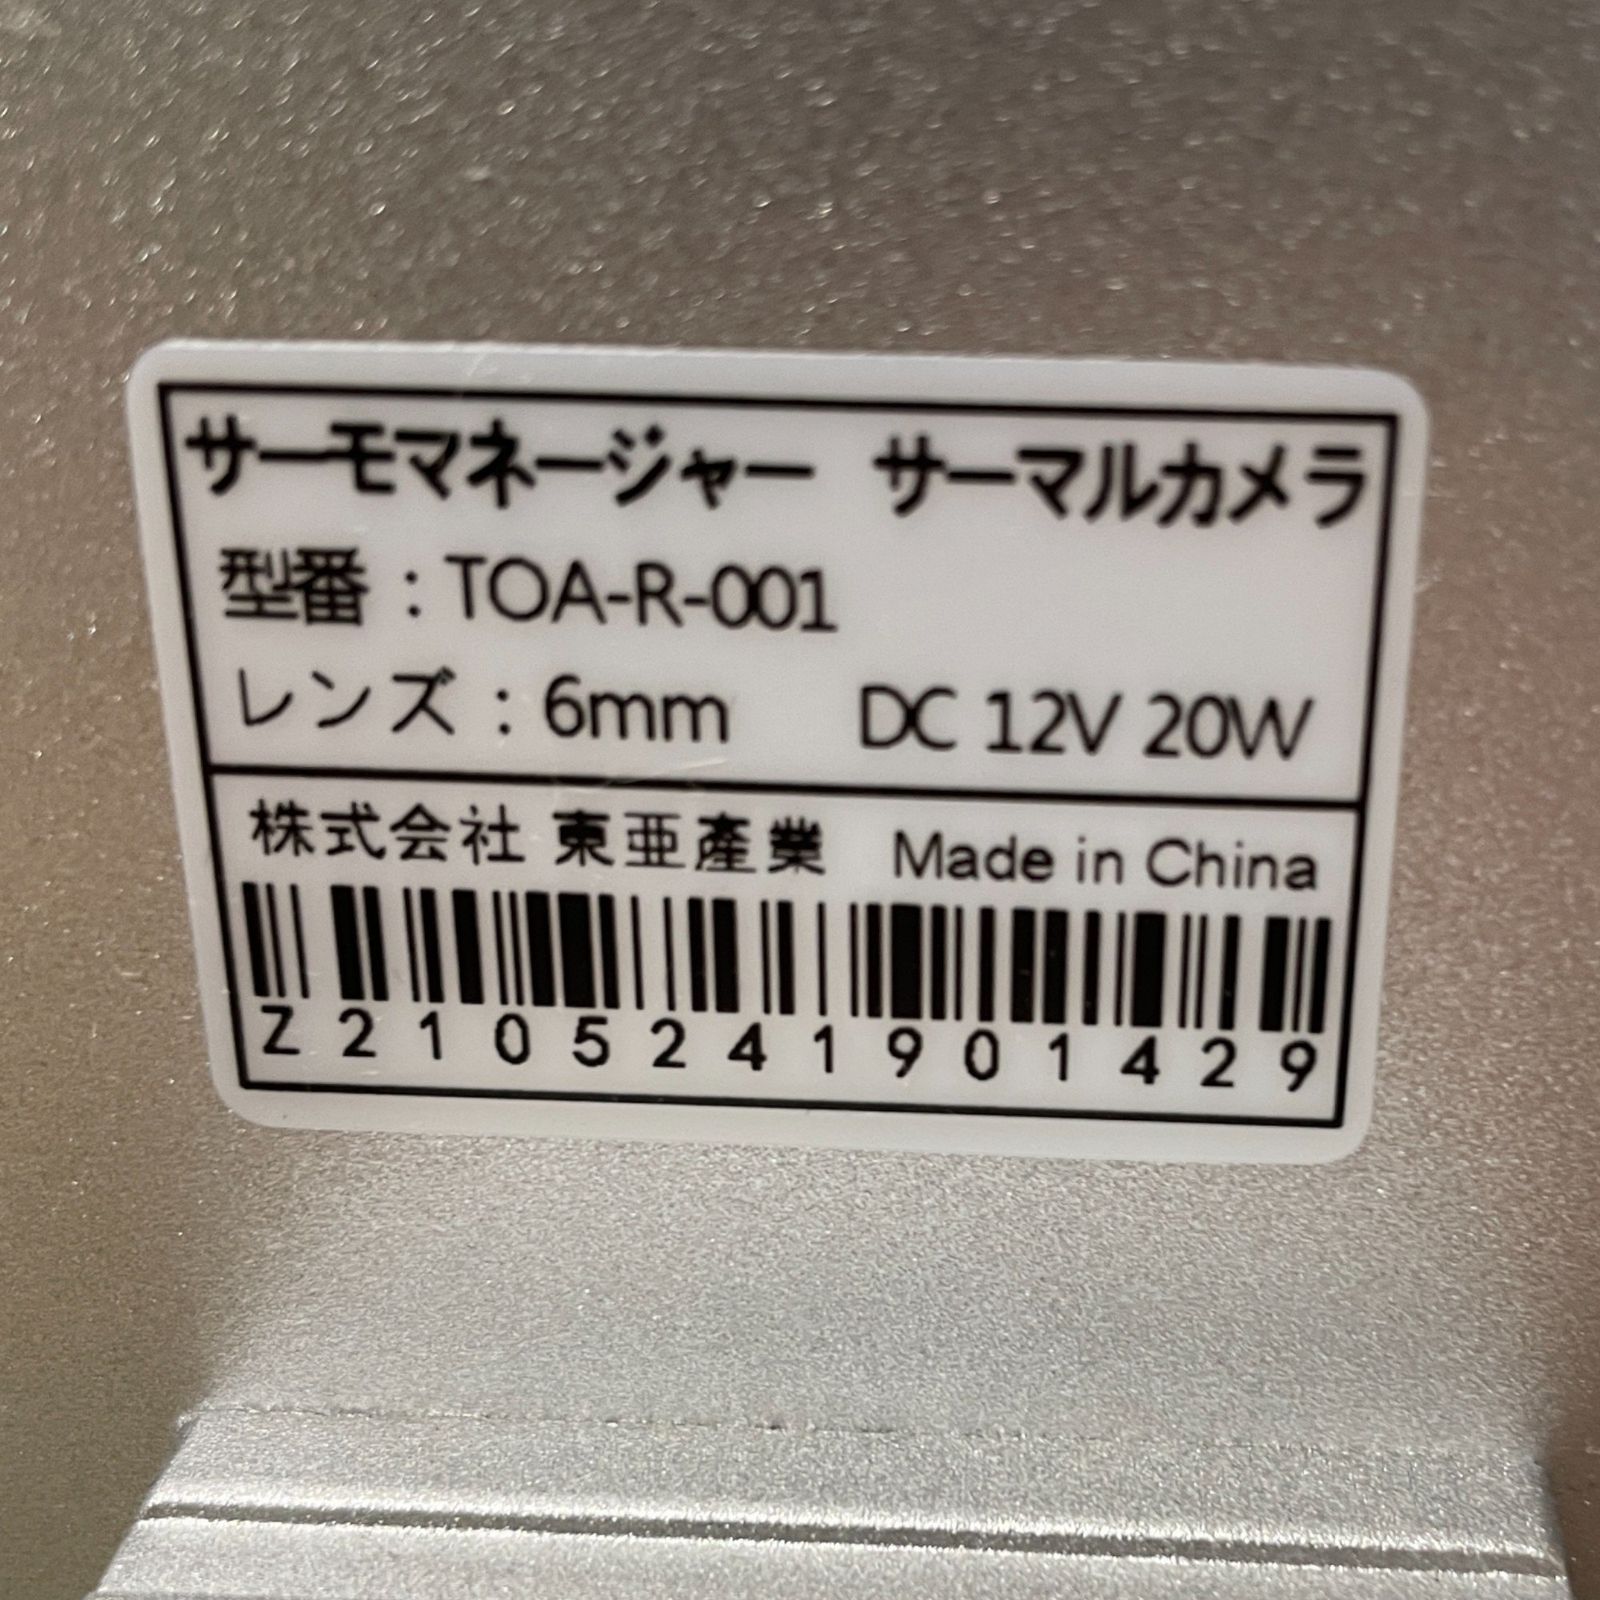 サーモマネージャー サーマルカメラ
型番：TOA-R-001
レンズ：6mm DC 12V 20W
株式会社 東亜産業 Made in China
Z2105241901429